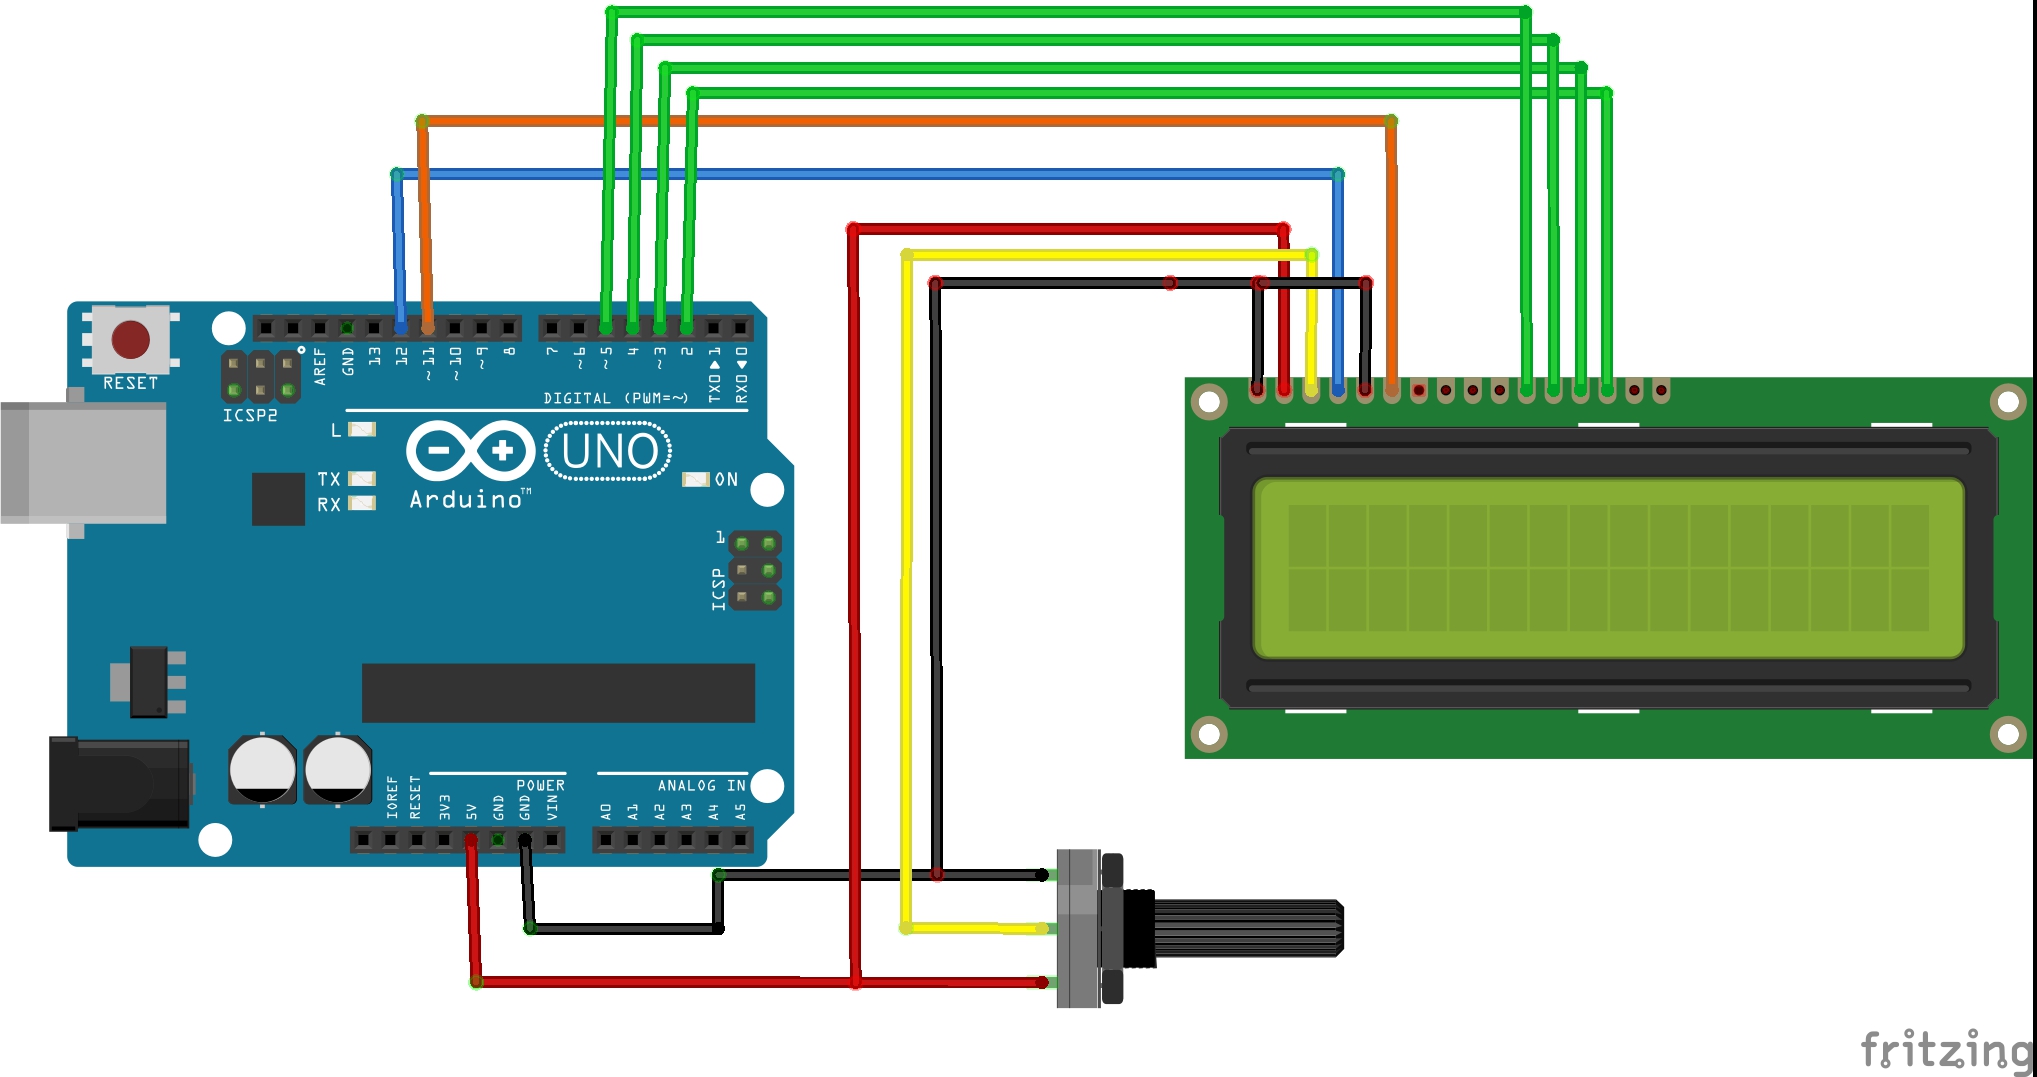 RESET
ICSP2
AREF
GND
13
12
~11
~10
~9
8
7
~6
~5
4
~3
2
TX0▶1
RX0◀0
DIGITAL (PWM=~)
L
TX
RX
UNO
Arduino™
ON
1
ICSP
POWER
ANALOG IN
IOREF
RESET
3V3
5V
GND
GND
VIN
A0
A1
A2
A3
A4
A5
fritzing